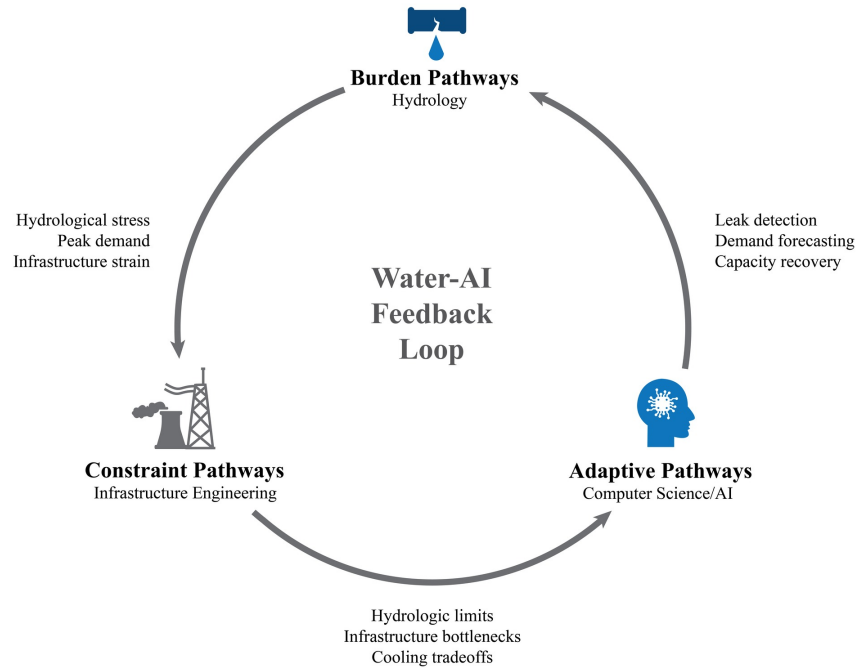 Burden Pathways
Hydrology
Hydrological stress
Peak demand
Infrastructure strain
Leak detection
Demand forecasting
Capacity recovery
Water-AI
Feedback
Loop
Constraint Pathways
Infrastructure Engineering
Adaptive Pathways
Computer Science/AI
Hydrologic limits
Infrastructure bottlenecks
Cooling tradeoffs